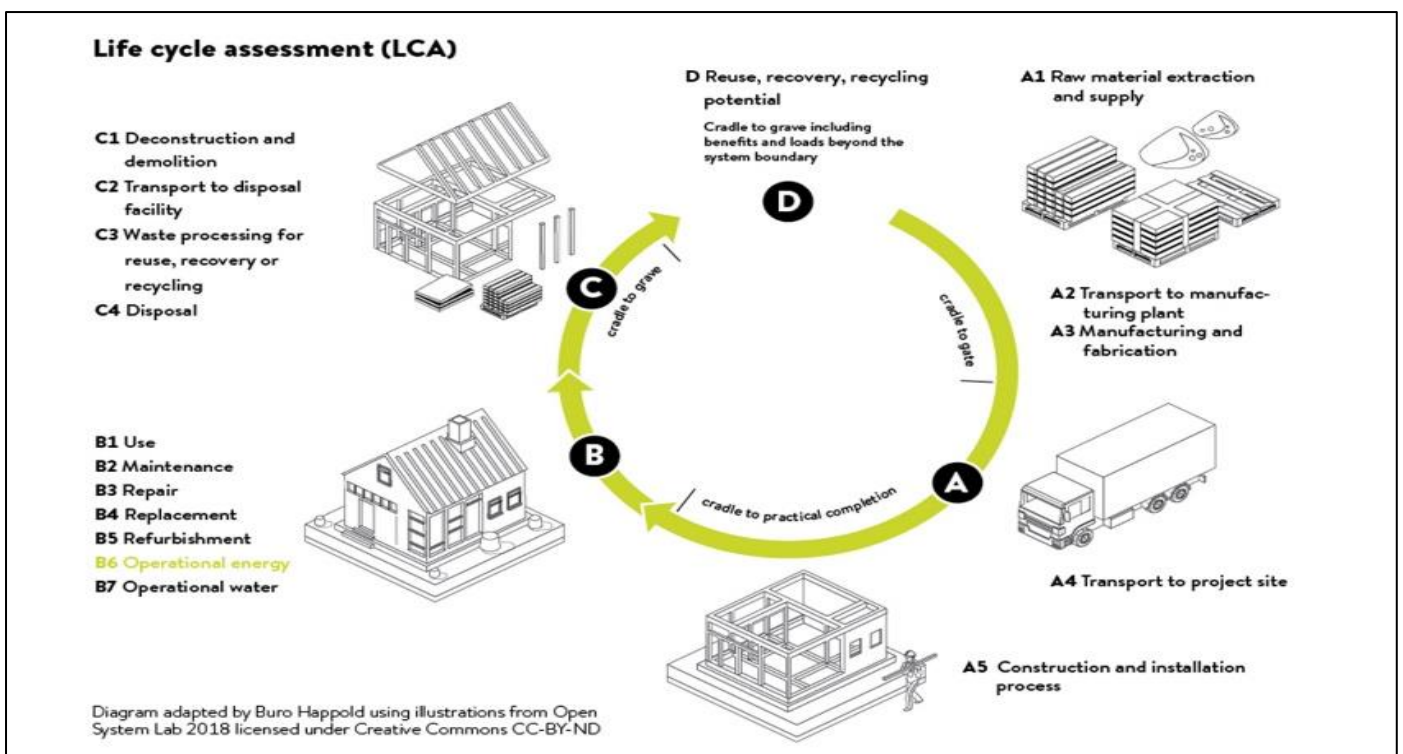 Life cycle assessment (LCA)
D Reuse, recovery, recycling
potential
Cradle to grave including
benefits and loads beyond the
system boundary
D
A1 Raw material extraction
and supply
C1 Deconstruction and
demolition
C2 Transport to disposal
facility
C3 Waste processing for
reuse, recovery or
recycling
C4 Disposal
C
cradle to grave
cradle to gate
A2 Transport to manufac-
turing plant
A3 Manufacturing and
fabrication
B1 Use
B2 Maintenance
B3 Repair
B4 Replacement
B5 Refurbishment
B6 Operational energy
B7 Operational water
B
cradle to practical completion
A
A4 Transport to project site
A5 Construction and installation
process
Diagram adapted by Buro Happold using illustrations from Open
System Lab 2018 licensed under Creative Commons CC-BY-ND